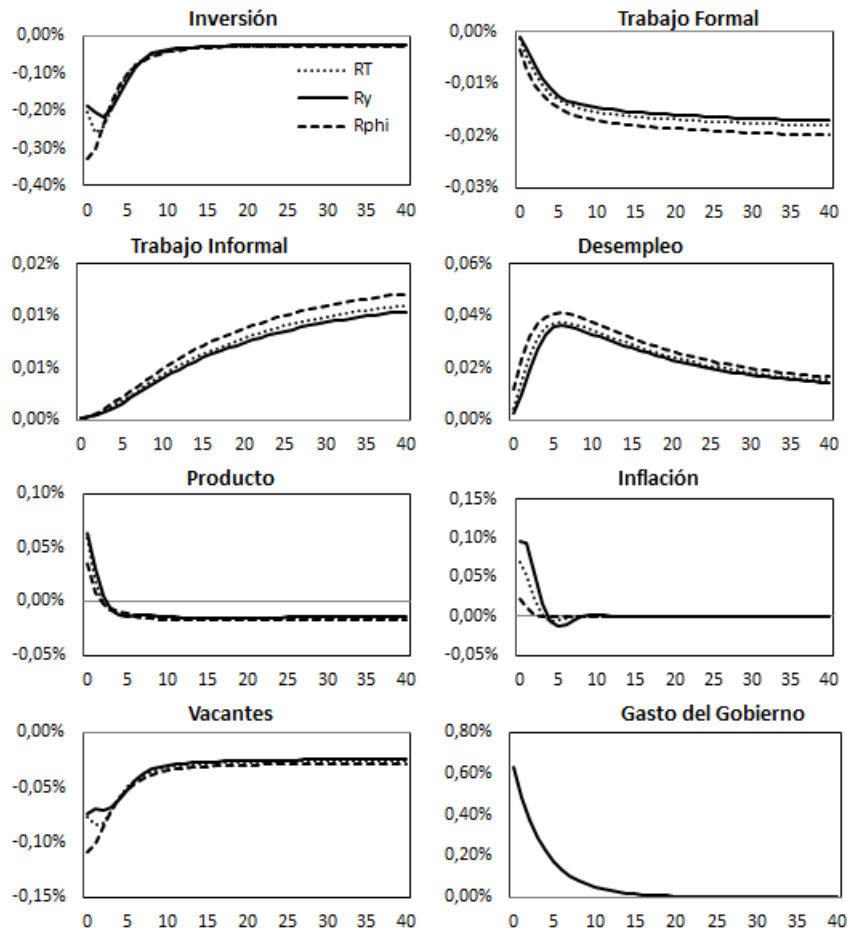 Inversión
0,00%
-0,10%
-0,20%
-0,30%
-0,40%
RT
Ry
Rphi
0 5 10 15 20 25 30 35 40
Trabajo Formal
0,00%
-0,01%
-0,02%
-0,03%
0 5 10 15 20 25 30 35 40
Trabajo Informal
0,02%
0,01%
0,01%
0,00%
0 5 10 15 20 25 30 35 40
Desempleo
0,06%
0,04%
0,02%
0,00%
0 5 10 15 20 25 30 35 40
Producto
0,10%
0,05%
0,00%
-0,05%
0 5 10 15 20 25 30 35 40
Inflación
0,15%
0,10%
0,05%
0,00%
-0,05%
0 5 10 15 20 25 30 35 40
Vacantes
0,00%
-0,05%
-0,10%
-0,15%
0 5 10 15 20 25 30 35 40
Gasto del Gobierno
0,80%
0,60%
0,40%
0,20%
0,00%
0 5 10 15 20 25 30 35 40